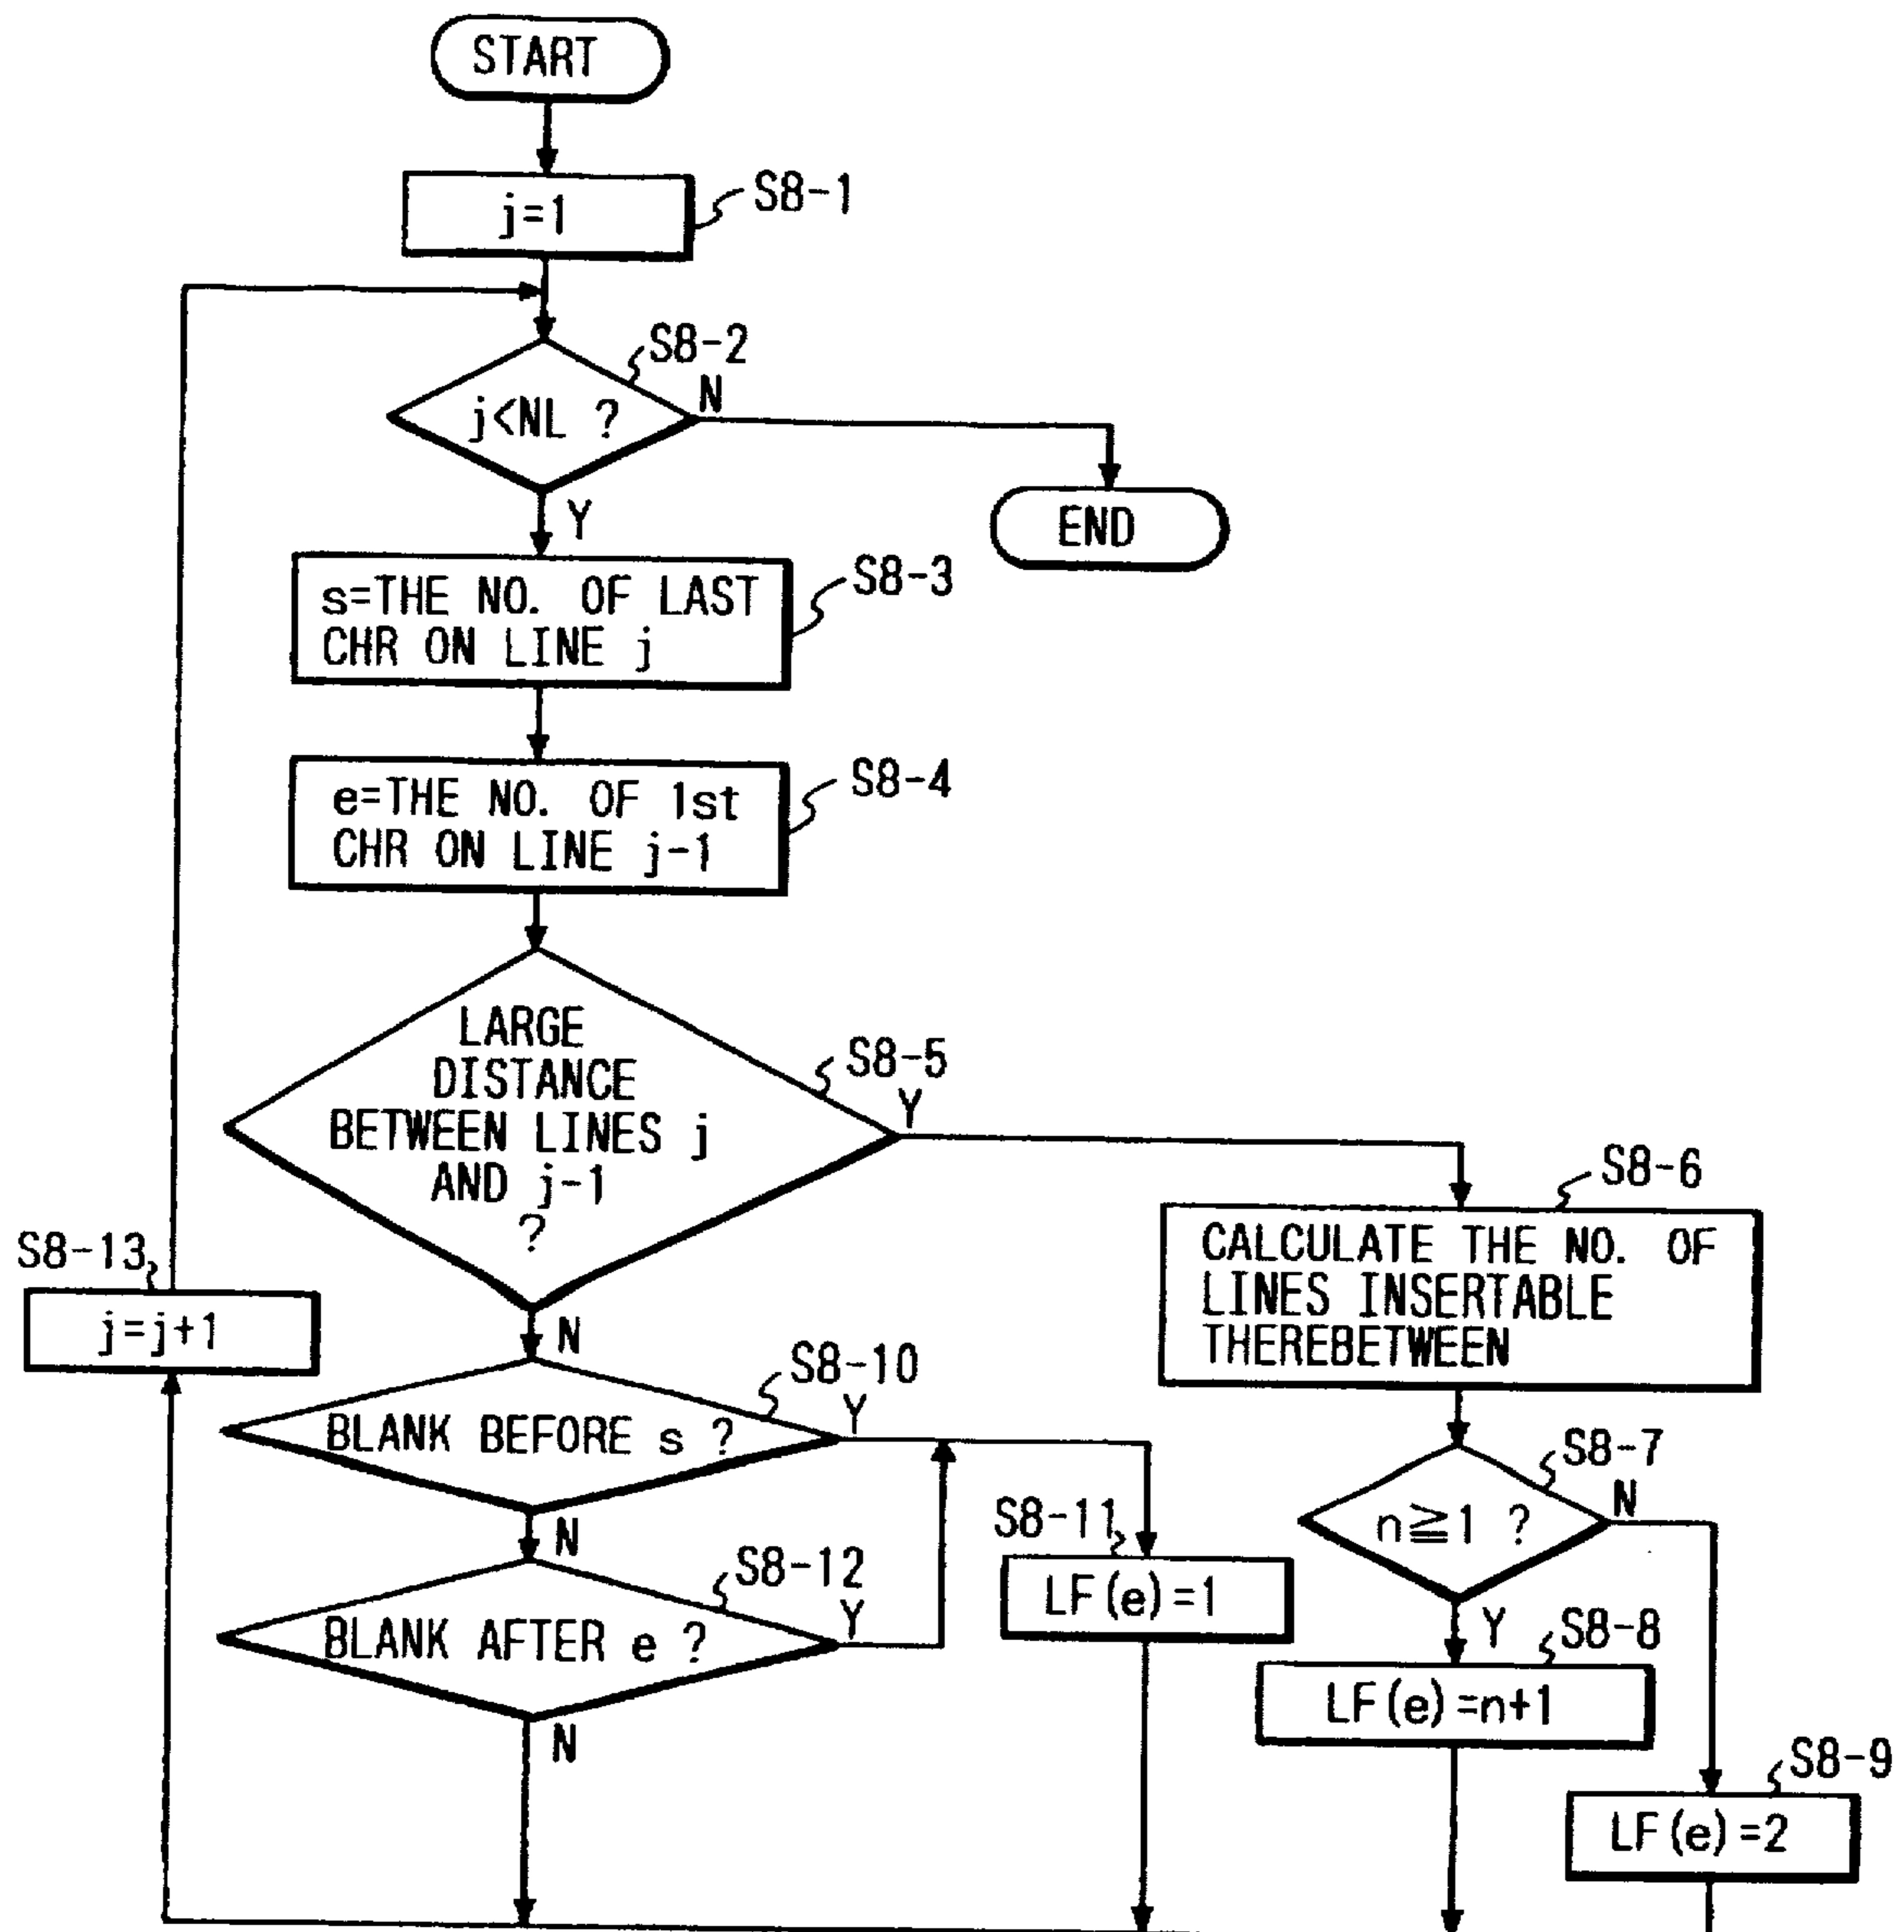 START
j=1
S8-1
S8-2
j<NL ?
N
Y
END
s=THE NO. OF LAST
CHR ON LINE j
S8-3
e=THE NO. OF 1st
CHR ON LINE j-1
S8-4
LARGE
DISTANCE
BETWEEN LINES j
AND j-1
?
S8-5
Y
N
S8-6
CALCULATE THE NO. OF
LINES INSERTABLE
THEREBETWEEN
S8-13
j=j+1
S8-10
BLANK BEFORE s ?
Y
N
S8-7
n≧1 ?
N
Y
S8-11
LF(e)=1
S8-12
BLANK AFTER e ?
Y
N
S8-8
LF(e)=n+1
S8-9
LF(e)=2